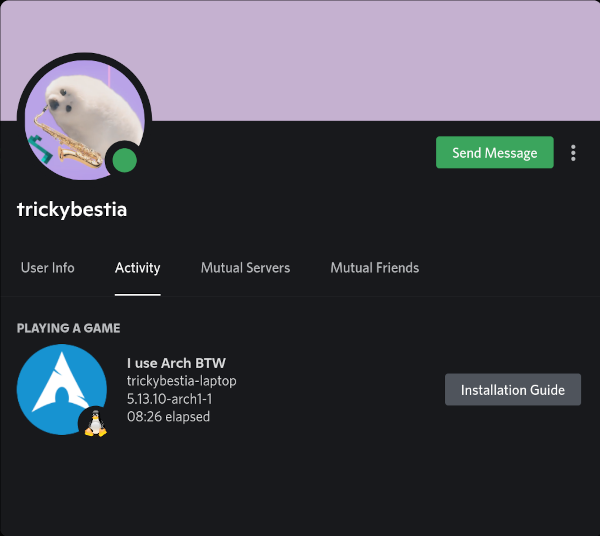 Send Message
trickybestia
User Info
Activity
Mutual Servers
Mutual Friends
PLAYING A GAME
I use Arch BTW
trickybestia-laptop
5.13.10-arch1-1
08:26 elapsed
Installation Guide